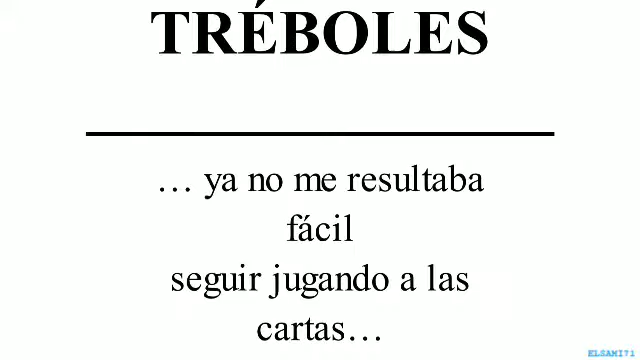 TRÉBOLES
… ya no me resultaba
fácil
seguir jugando a las
cartas…
ELSAMI71